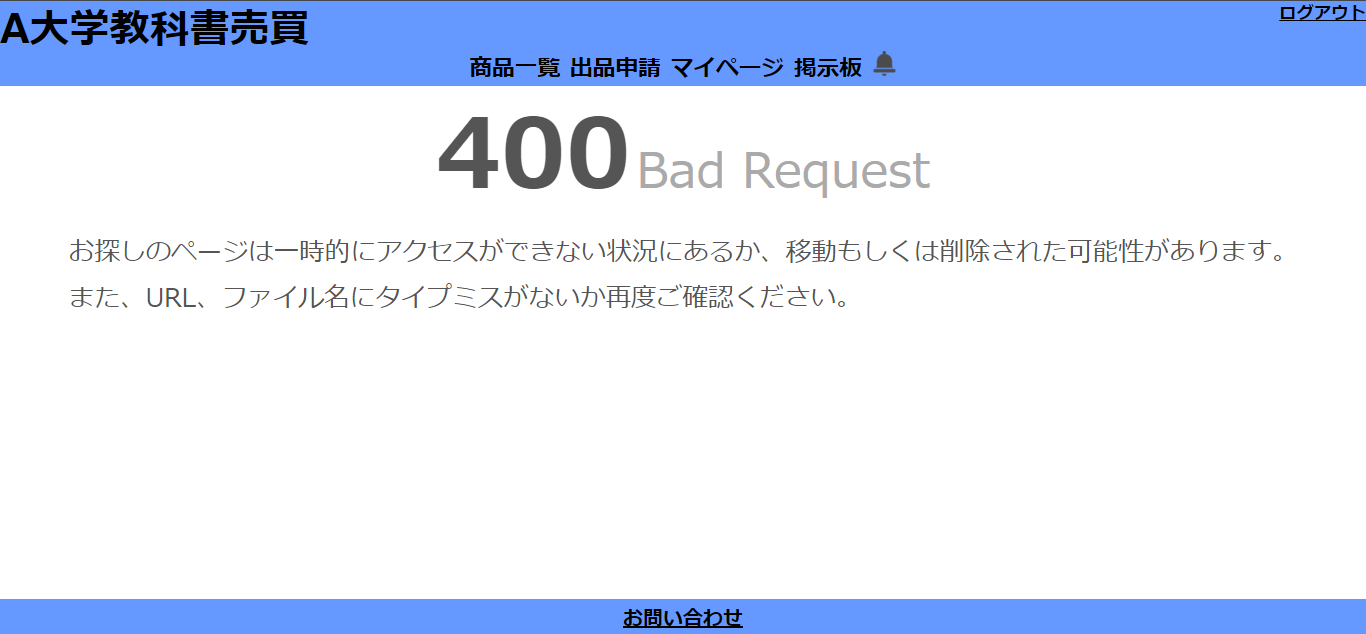 A大学教科書売買
ログアウト
商品一覧 出品申請 マイページ 掲示板
400 Bad Request
お探しのページは一時的にアクセスができない状況にあるか、移動もしくは削除された可能性があります。
また、URL、ファイル名にタイプミスがないか再度ご確認ください。
お問い合わせ